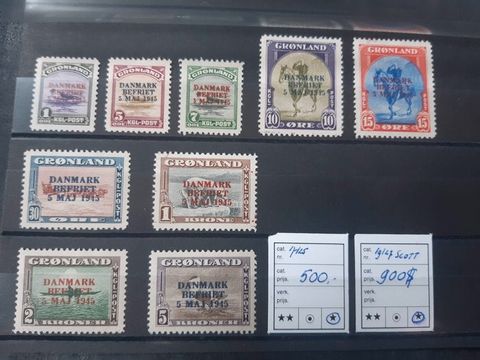 GRØNLAND
DANMARK
BEFRIET
5 MAJ 1945
1 KGL·POST
GRØNLAND
DANMARK
BEFRIET
5 MAJ 1945
5 KGL·POST
GRØNLAND
DANMARK
BEFRIET
5 MAJ 1945
7 KGL·POST
GRØNLAND
DANMARK
BEFRIET
5 MAJ 1945
10 ØRE 10
GRØNLAND
DANMARK
BEFRIET
5 MAJ 1945
15 ØRE 15
GRØNLAND
DANMARK
BEFRIET
5 MAJ 1945
30 ØRE
GRØNLAND
DANMARK
BEFRIET
5 MAJ 1945
1 KRONE
GRØNLAND
DANMARK
BEFRIET
5 MAJ 1945
2 KRONER
GRØNLAND
DANMARK
BEFRIET
5 MAJ 1945
5 KRONER
cat. nr.
cat. prijs. 500,-
verk. prijs.
★★ ★
cat. nr. SCOTT
cat. prijs. 900$
verk. prijs.
★★ ★